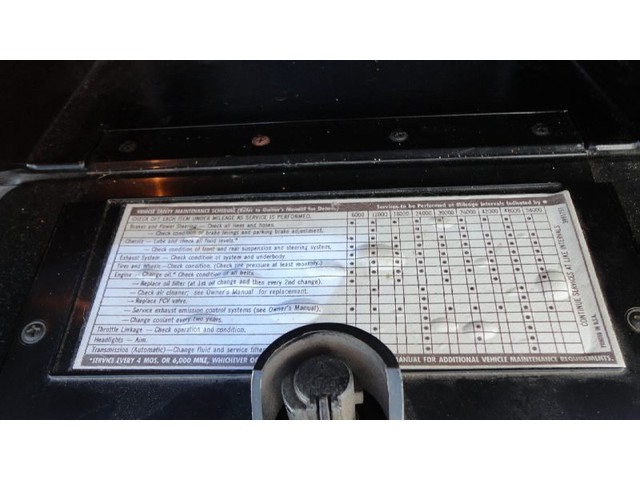 VEHICLE SAFETY MAINTENANCE SCHEDULE (Refer to Owner's Manual for Details)
Services to be Performed at Mileage Intervals Indicated by ●
CHECK OFF EACH ITEM UNDER MILEAGE AS SERVICE IS PERFORMED.
6000 12000 18000 24000 30000 36000 42000 48000 54000
Brakes and Power Steering — Check all lines and hoses.
— Check condition of brake linings and parking brake adjustment.
Chassis — Lube and check all fluid levels.*
— Check condition of front and rear suspension and steering system.
Exhaust System — Check condition of system and underbody.
Tires and Wheels — Check condition. (Check tire pressure at least monthly.)
Engine — Change oil.* Check condition of all belts.
— Replace oil filter (at 1st oil change and then every 2nd change).
— Check air cleaner; see Owner's Manual for replacement.
— Replace PCV valve.
— Service exhaust emission control systems (see Owner's Manual).
— Change coolant every two years.
Throttle Linkage — Check operation and condition.
Headlights — Aim.
Transmission (Automatic) — Change fluid and service filter
*SERVICE EVERY 4 MOS. OR 6,000 MILE, WHICHEVER
MANUAL FOR ADDITIONAL VEHICLE MAINTENANCE REQUIREMENTS.
CONTINUE SERVICES AT LIKE INTERVALS